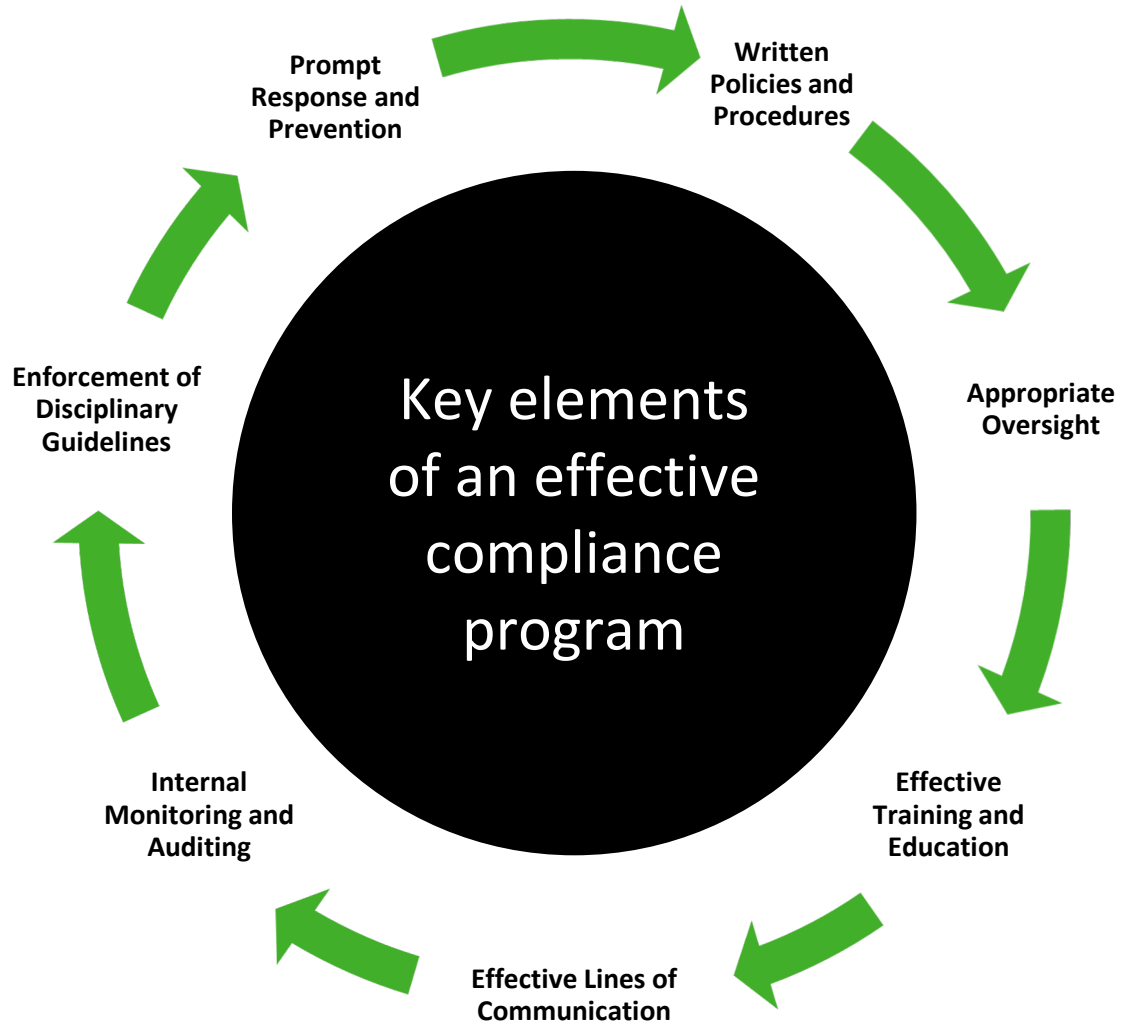 Prompt
Response and
Prevention
Written
Policies and
Procedures
Appropriate
Oversight
Effective
Training and
Education
Effective Lines of
Communication
Internal
Monitoring and
Auditing
Enforcement of
Disciplinary
Guidelines
Key elements
of an effective
compliance
program